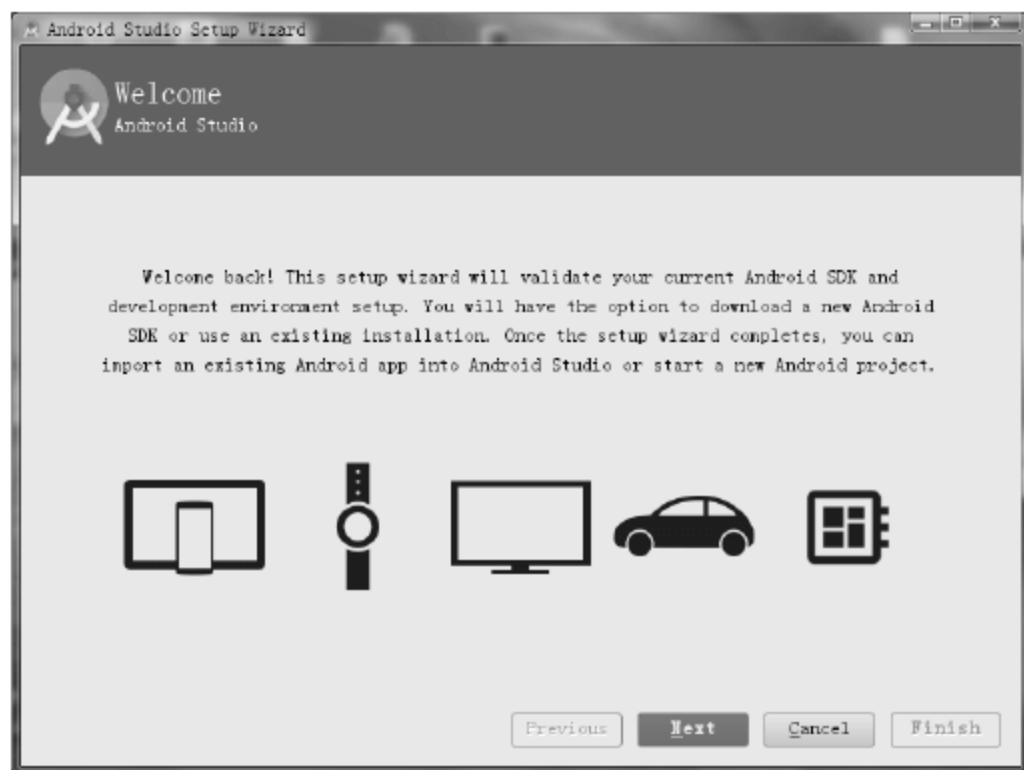 Android Studio Setup Wizard
Welcome
Android Studio
Welcome back! This setup wizard will validate your current Android SDK and
development environment setup. You will have the option to download a new Android
SDK or use an existing installation. Once the setup wizard completes, you can
import an existing Android app into Android Studio or start a new Android project.
Previous Next Cancel Finish